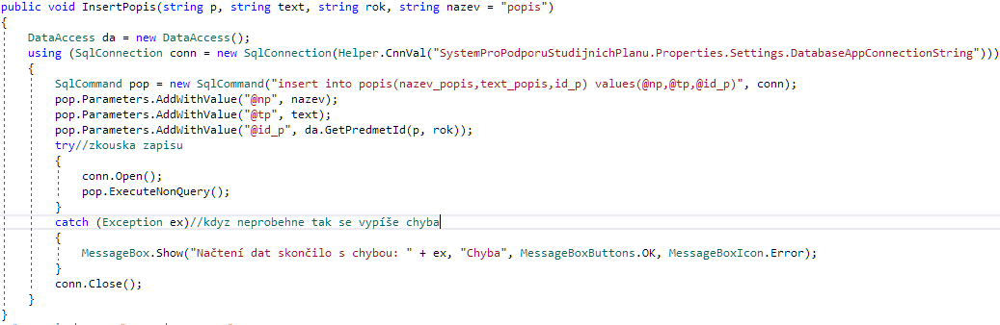 public void InsertPopis(string p, string text, string rok, string nazev = "popis")
{
DataAccess da = new DataAccess();
using (SqlConnection conn = new SqlConnection(Helper.CnnVal("SystemProPodporuStudijnichPlanu.Properties.Settings.DatabaseAppConnectionString")))
{
SqlCommand pop = new SqlCommand("insert into popis(nazev_popis,text_popis,id_p) values(@np,@tp,@id_p)", conn);
pop.Parameters.AddWithValue("@np", nazev);
pop.Parameters.AddWithValue("@tp", text);
pop.Parameters.AddWithValue("@id_p", da.GetPredmetId(p, rok));
try//zkouska zapisu
{
conn.Open();
pop.ExecuteNonQuery();
}
catch (Exception ex)//kdyz neprobehne tak se vypíše chyba
{
MessageBox.Show("Načtení dat skončilo s chybou: " + ex, "Chyba", MessageBoxButtons.OK, MessageBoxIcon.Error);
}
conn.Close();
}
}